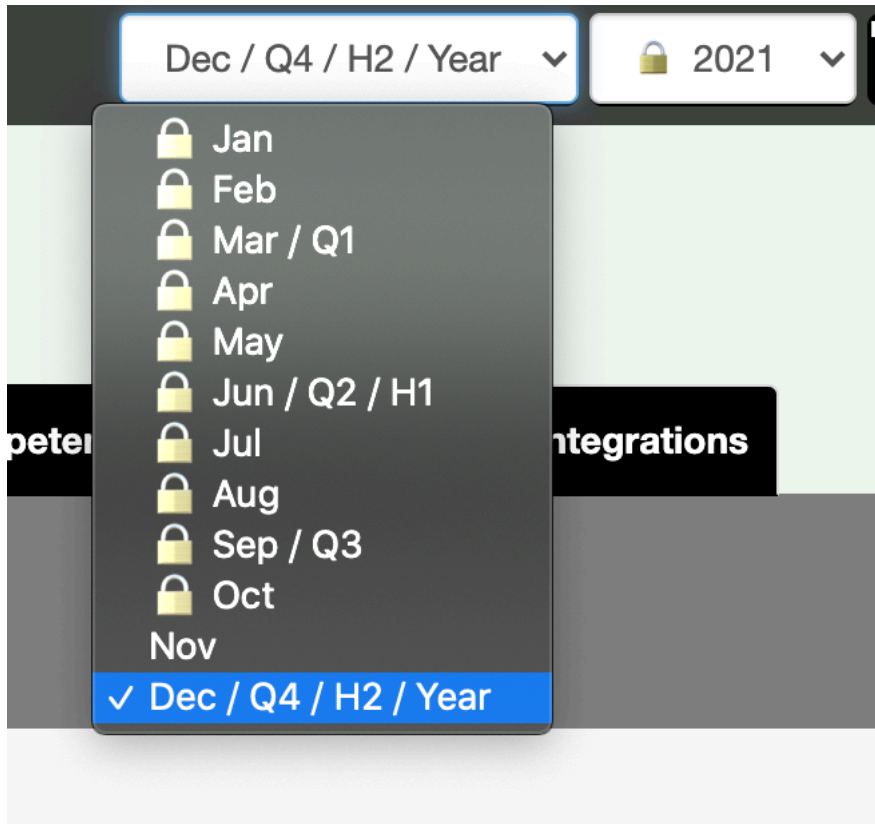 Dec / Q4 / H2 / Year
2021
Jan
Feb
Mar / Q1
Apr
May
Jun / Q2 / H1
Jul
Aug
Sep / Q3
Oct
Nov
✓ Dec / Q4 / H2 / Year